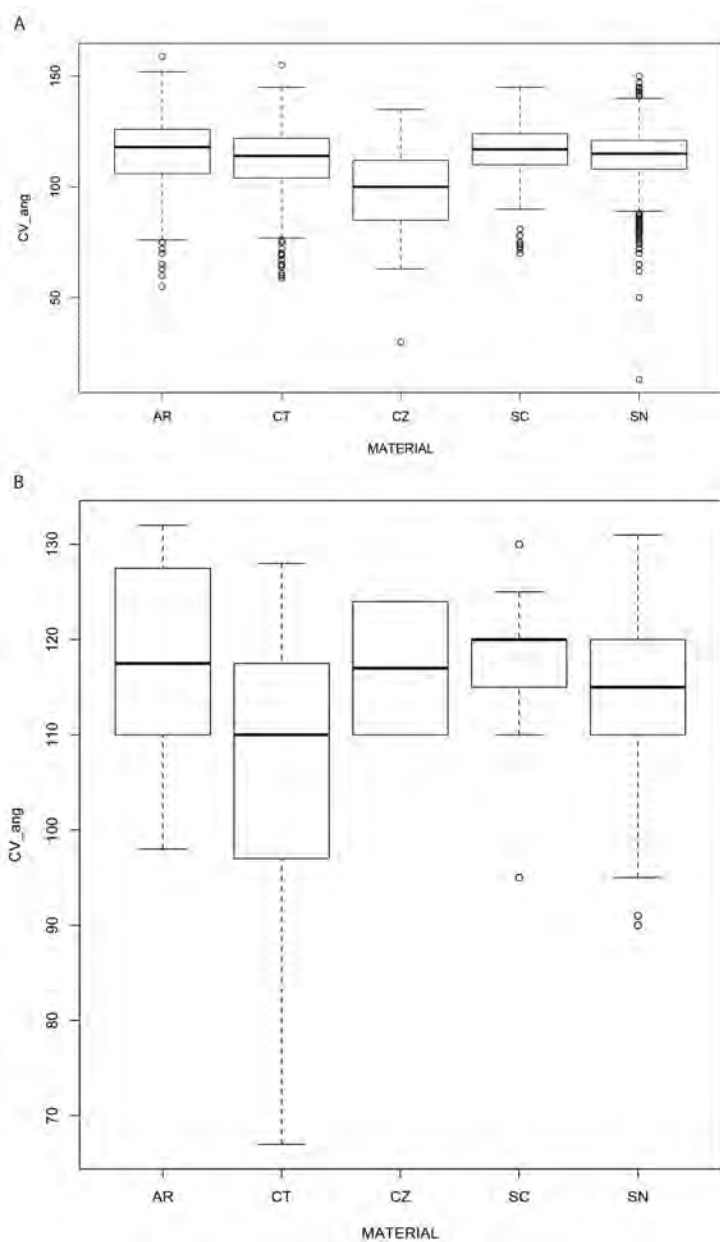 A
150
100
50
CV_ang
AR CT CZ SC SN
MATERIAL
B
130
120
110
100
90
80
70
CV_ang
AR CT CZ SC SN
MATERIAL